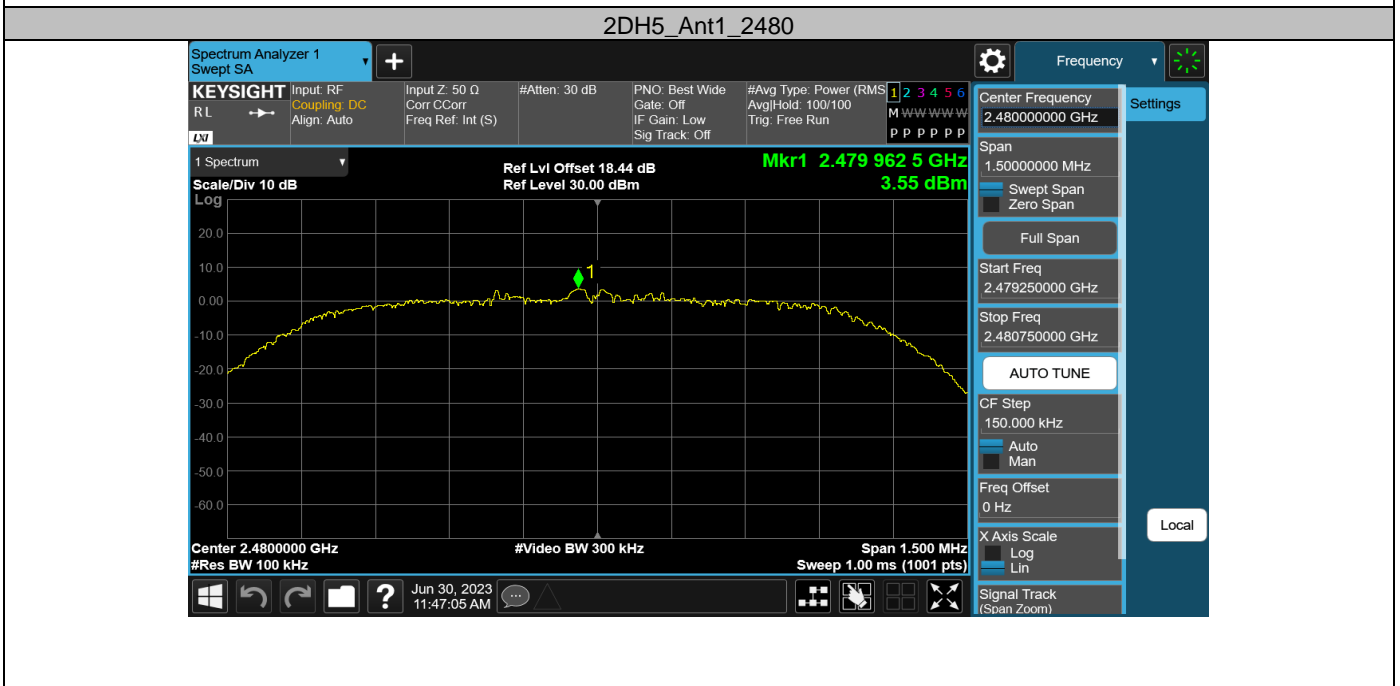 2DH5_Ant1_2480
Spectrum Analyzer 1
Swept SA
Frequency
KEYSIGHT
RL
LXI
Input: RF
Coupling: DC
Align: Auto
Input Z: 50 Ω
Corr CCorr
Freq Ref: Int (S)
#Atten: 30 dB
PNO: Best Wide
Gate: Off
IF Gain: Low
Sig Track: Off
#Avg Type: Power (RMS
Avg|Hold: 100/100
Trig: Free Run
1 2 3 4 5 6
M W W W W W
P P P P P P
1 Spectrum
Scale/Div 10 dB
Log
Ref Lvl Offset 18.44 dB
Ref Level 30.00 dBm
Mkr1 2.479 962 5 GHz
3.55 dBm
20.0
10.0
0.00
-10.0
-20.0
-30.0
-40.0
-50.0
-60.0
1
Center 2.4800000 GHz
#Res BW 100 kHz
#Video BW 300 kHz
Span 1.500 MHz
Sweep 1.00 ms (1001 pts)
Center Frequency
2.480000000 GHz
Span
1.50000000 MHz
Swept Span
Zero Span
Full Span
Start Freq
2.479250000 GHz
Stop Freq
2.480750000 GHz
AUTO TUNE
CF Step
150.000 kHz
Auto
Man
Freq Offset
0 Hz
X Axis Scale
Log
Lin
Signal Track
(Span Zoom)
Settings
Local
?
Jun 30, 2023
11:47:05 AM